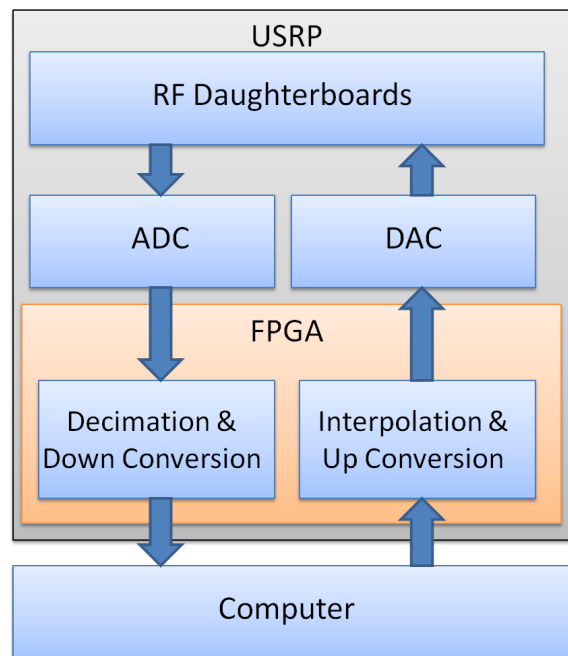 USRP
RF Daughterboards
ADC
DAC
FPGA
Decimation &
Down Conversion
Interpolation &
Up Conversion
Computer